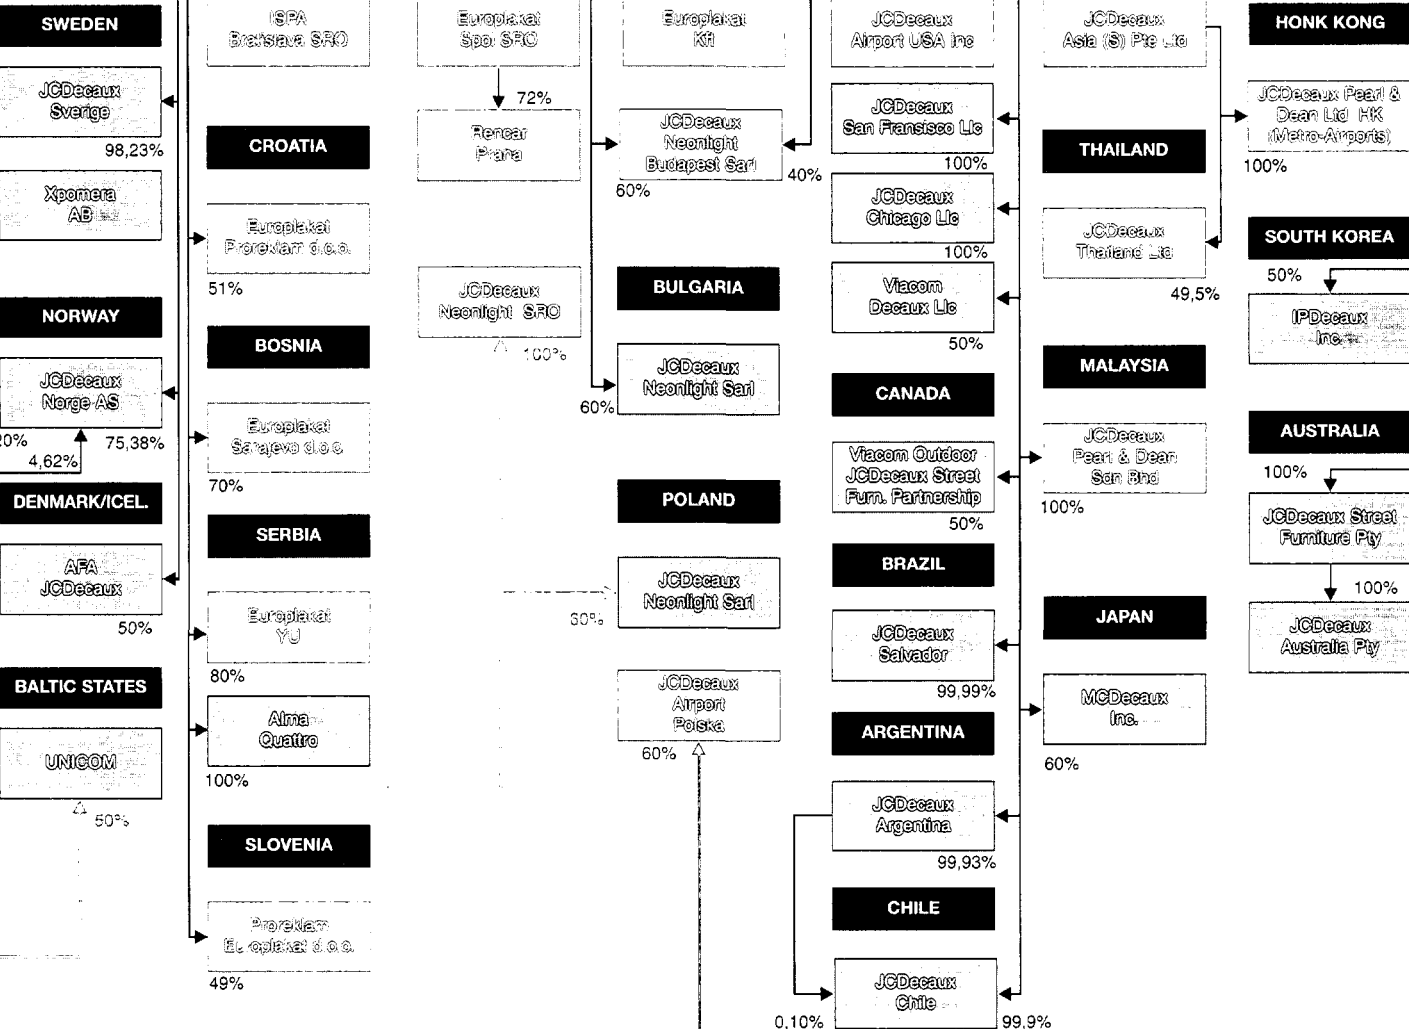 SWEDEN
JCDecaux
Sverige
98,23%
Xpomera
AB
NORWAY
JCDecaux
Norge AS
20%
75,38%
4,62%
DENMARK/ICEL.
AFA
JCDecaux
50%
BALTIC STATES
UNICOM
50%
ISPA
Bratislava SRO
CROATIA
Europlakat
Proreklam d.o.o.
51%
BOSNIA
Europlakat
Sarajevo d.o.o.
70%
SERBIA
Europlakat
YU
80%
Alma
Quattro
100%
SLOVENIA
Proreklam
Europlakat d.o.o.
49%
Europlakat
Spol SRO
72%
Rencar
Praha
JCDecaux
Neonlight SRO
100%
Europlakat
Kft
JCDecaux
Neonlight
Budapest Sarl
60%
40%
BULGARIA
JCDecaux
Neonlight Sarl
60%
POLAND
JCDecaux
Neonlight Sarl
JCDecaux
Airport
Polska
60%
JCDecaux
Airport USA Inc
JCDecaux
San Fransisco Llc
100%
JCDecaux
Chicago Llc
100%
Viacom
Decaux Llc
50%
CANADA
Viacom Outdoor
JCDecaux Street
Furn. Partnership
50%
BRAZIL
JCDecaux
Salvador
99,99%
ARGENTINA
JCDecaux
Argentina
99,93%
CHILE
JCDecaux
Chile
0,10%
99,9%
JCDecaux
Asia (S) Pte Ltd
THAILAND
JCDecaux
Thailand Ltd
49,5%
MALAYSIA
JCDecaux
Pearl & Dean
Sdn Bhd
100%
JAPAN
MCDecaux
Inc.
60%
HONK KONG
JCDecaux Pearl &
Dean Ltd HK
(Metro-Airports)
100%
SOUTH KOREA
50%
IPDecaux
Inc.
AUSTRALIA
100%
JCDecaux Street
Furniture Pty
100%
JCDecaux
Australia Pty